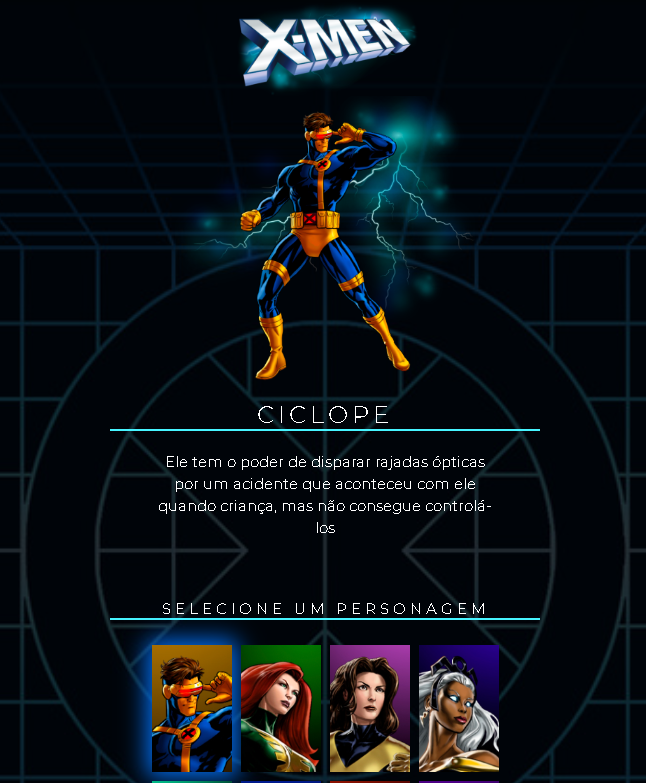 X-MEN
CICLOPE
Ele tem o poder de disparar rajadas ópticas
por um acidente que aconteceu com ele
quando criança, mas não consegue controlá-
los
SELECIONE UM PERSONAGEM